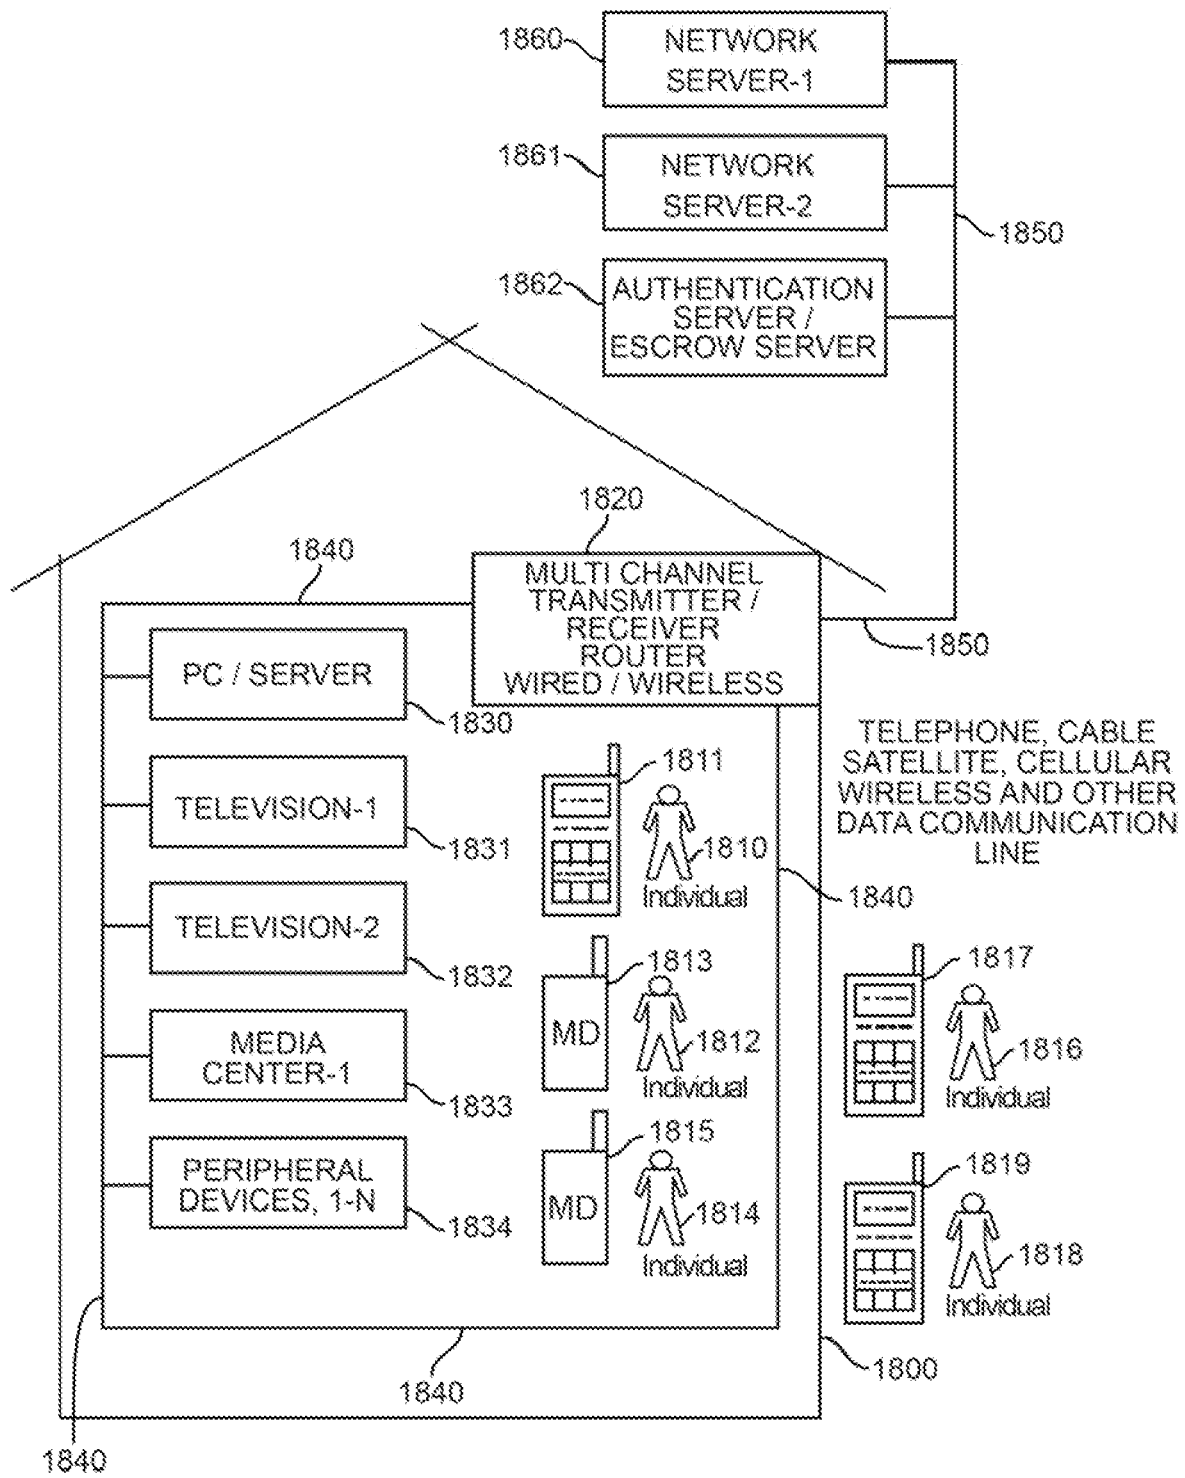 1860
NETWORK
SERVER-1
1861
NETWORK
SERVER-2
1850
1862
AUTHENTICATION
SERVER /
ESCROW SERVER
1820
1840
MULTI CHANNEL
TRANSMITTER /
RECEIVER
ROUTER
WIRED / WIRELESS
1850
PC / SERVER
1830
TELEPHONE, CABLE
SATELLITE, CELLULAR
WIRELESS AND OTHER
DATA COMMUNICATION
LINE
1811
TELEVISION-1
1831
1810
Individual
1840
TELEVISION-2
1832
1813
MD
1812
Individual
1817
1816
Individual
MEDIA
CENTER-1
1833
1815
MD
1814
Individual
PERIPHERAL
DEVICES, 1-N
1834
1819
1818
Individual
1800
1840
1840